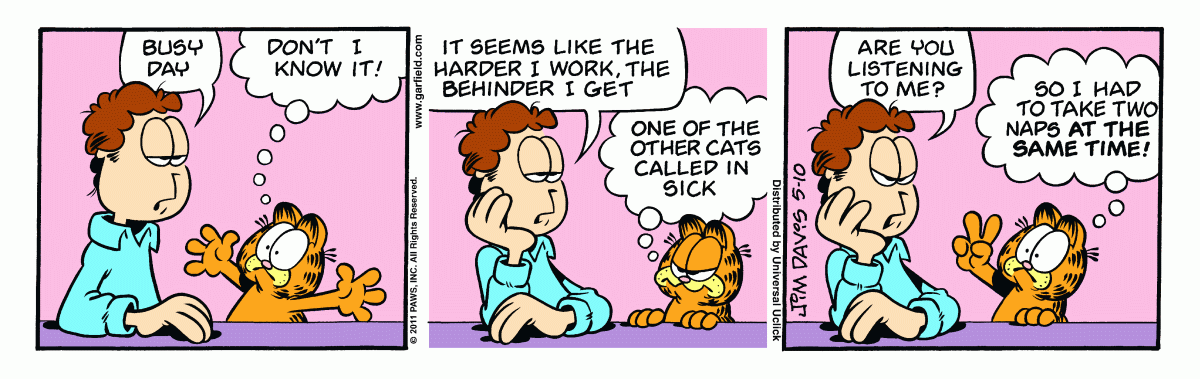 BUSY
DAY
DON'T I
KNOW IT!
© 2011 PAWS, INC. All Rights Reserved.
www.garfield.com
IT SEEMS LIKE THE
HARDER I WORK, THE
BEHINDER I GET
ONE OF THE
OTHER CATS
CALLED IN
SICK
Distributed by Universal Uclick
ARE YOU
LISTENING
TO ME?
SO I HAD
TO TAKE TWO
NAPS AT THE
SAME TIME!
JIM DAVIS 5-10